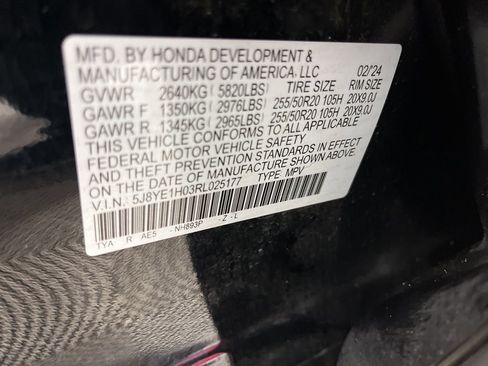 MFD. BY HONDA DEVELOPMENT &
MANUFACTURING OF AMERICA, LLC 02/24
GVWR 2640KG ( 5820LBS) TIRE SIZE RIM SIZE
GAWR F 1350KG ( 2976LBS) 255/50R20 105H 20X9.0J
GAWR R 1345KG ( 2965LBS) 255/50R20 105H 20X9.0J
THIS VEHICLE CONFORMS TO ALL APPLICABLE
FEDERAL MOTOR VEHICLE SAFETY, BUMPER,
AND THEFT PREVENTION STANDARDS IN EFFECT
ON THE DATE OF MANUFACTURE SHOWN ABOVE.
V.I.N.: 5J8YE1H03RL025177 TYPE: MPV
TYA R AE5 -NH893P -Z-L